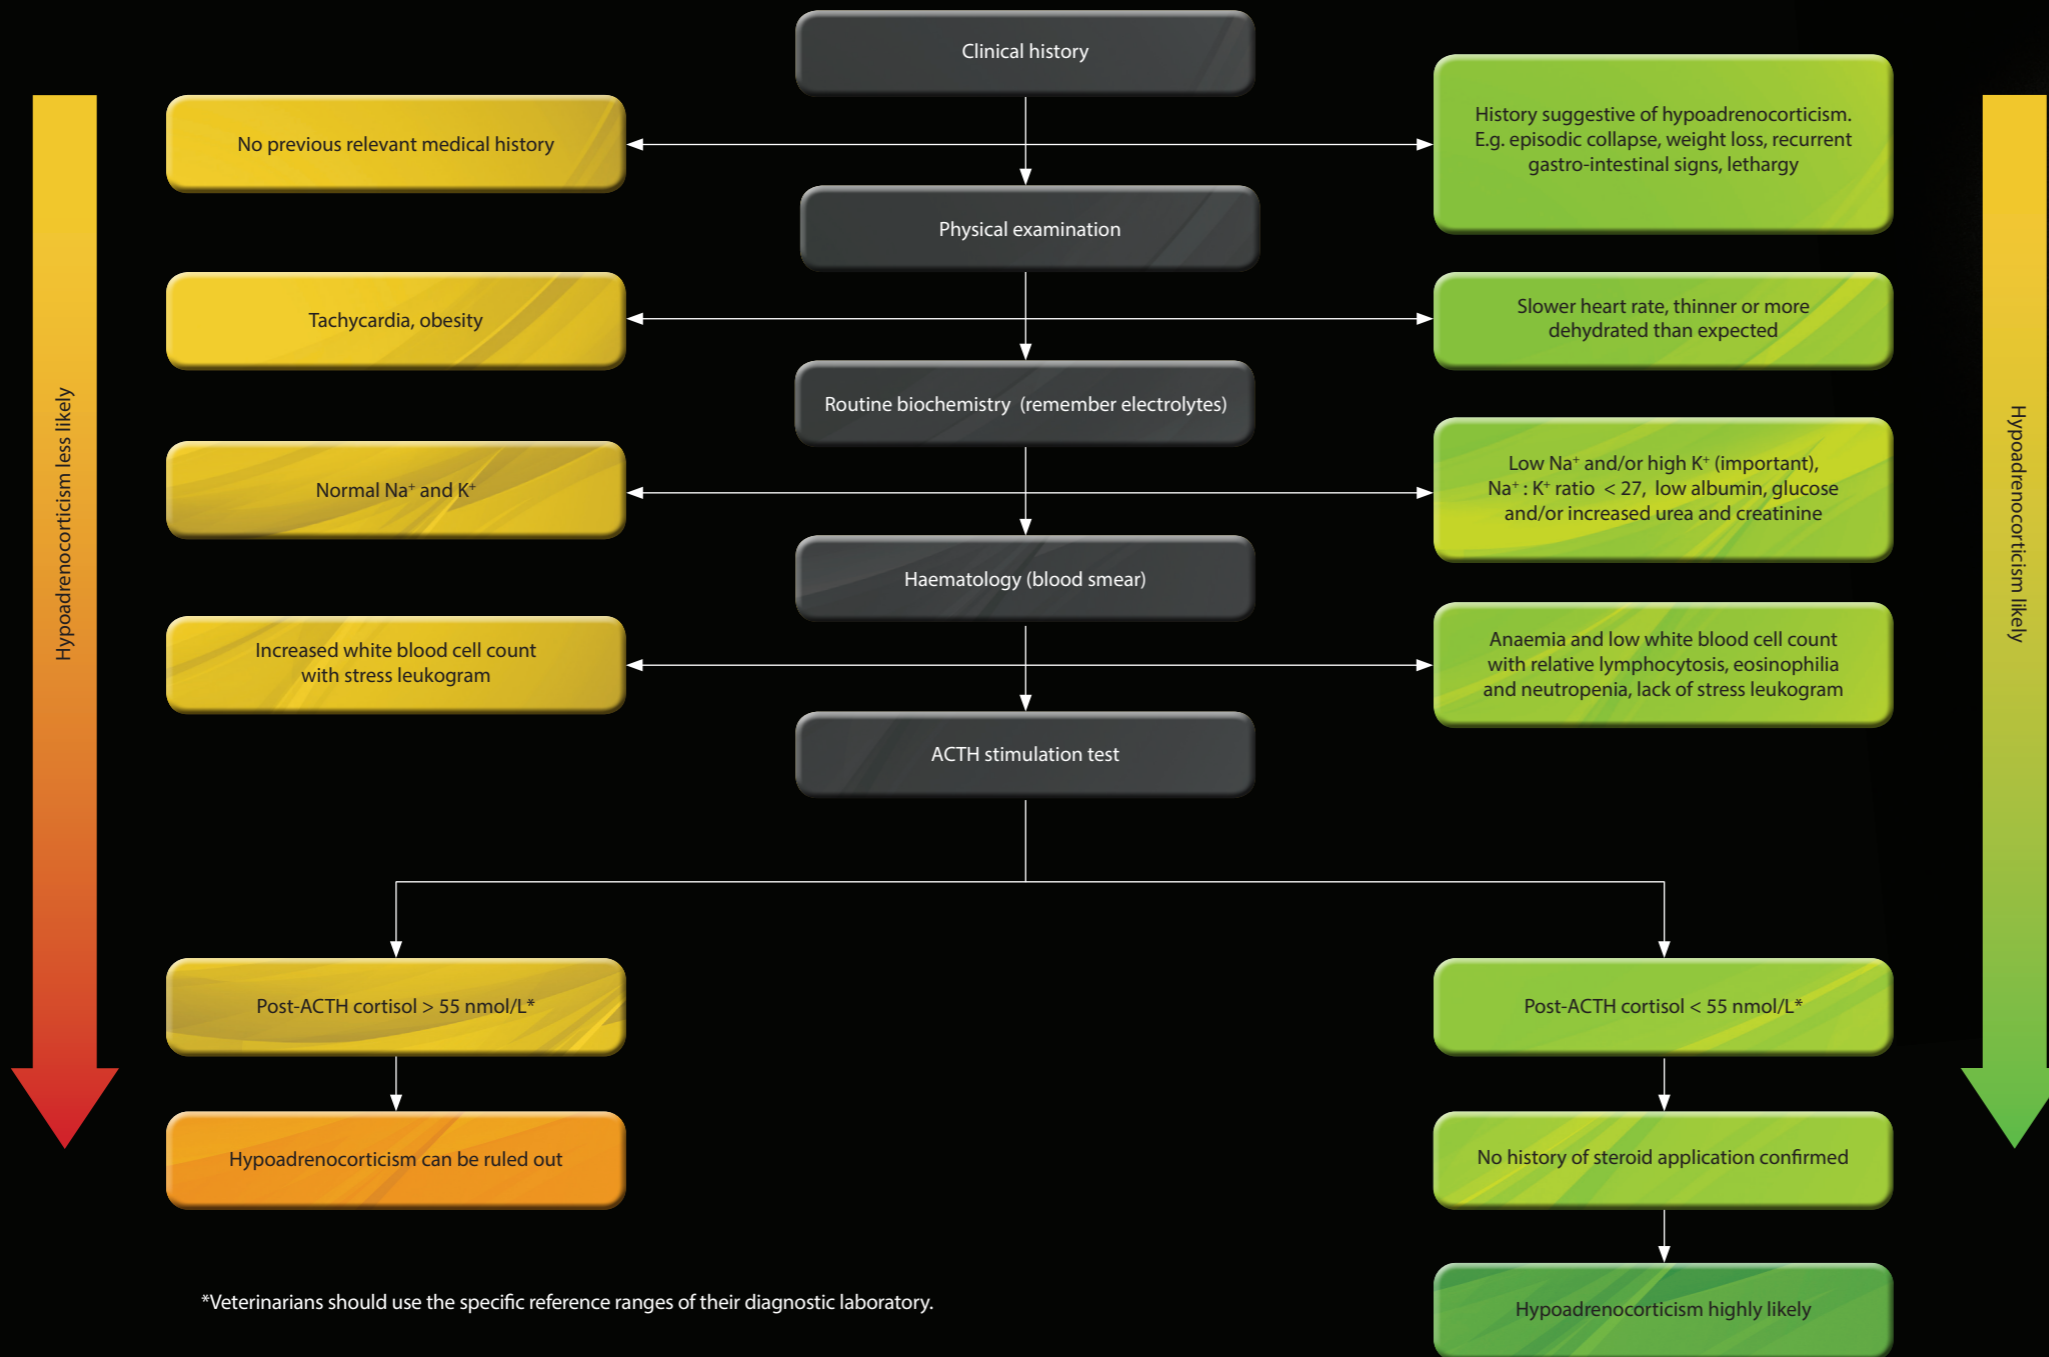 Clinical history
No previous relevant medical history
History suggestive of hypoadrenocorticism.
E.g. episodic collapse, weight loss, recurrent
gastro-intestinal signs, lethargy
Physical examination
Tachycardia, obesity
Slower heart rate, thinner or more
dehydrated than expected
Routine biochemistry (remember electrolytes)
Normal Na⁺ and K⁺
Low Na⁺ and/or high K⁺ (important),
Na⁺ : K⁺ ratio < 27, low albumin, glucose
and/or increased urea and creatinine
Haematology (blood smear)
Increased white blood cell count
with stress leukogram
Anaemia and low white blood cell count
with relative lymphocytosis, eosinophilia
and neutropenia, lack of stress leukogram
ACTH stimulation test
Post-ACTH cortisol > 55 nmol/L*
Post-ACTH cortisol < 55 nmol/L*
Hypoadrenocorticism can be ruled out
No history of steroid application confirmed
Hypoadrenocorticism highly likely
*Veterinarians should use the specific reference ranges of their diagnostic laboratory.
Hypoadrenocorticism less likely
Hypoadrenocorticism likely